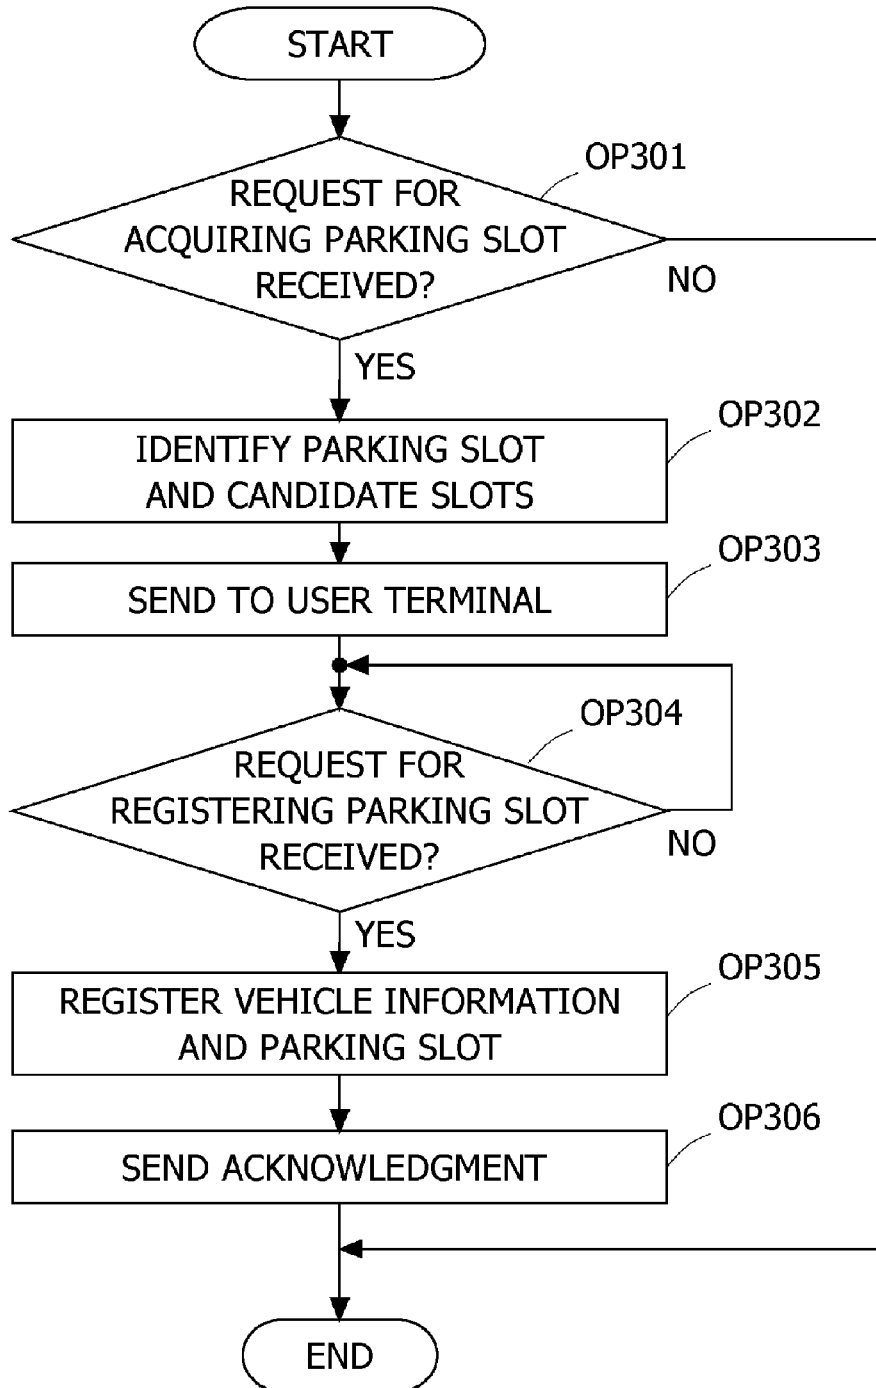 START
OP301
REQUEST FOR
ACQUIRING PARKING SLOT
RECEIVED?
NO
YES
OP302
IDENTIFY PARKING SLOT
AND CANDIDATE SLOTS
OP303
SEND TO USER TERMINAL
OP304
REQUEST FOR
REGISTERING PARKING SLOT
RECEIVED?
NO
YES
OP305
REGISTER VEHICLE INFORMATION
AND PARKING SLOT
OP306
SEND ACKNOWLEDGMENT
END